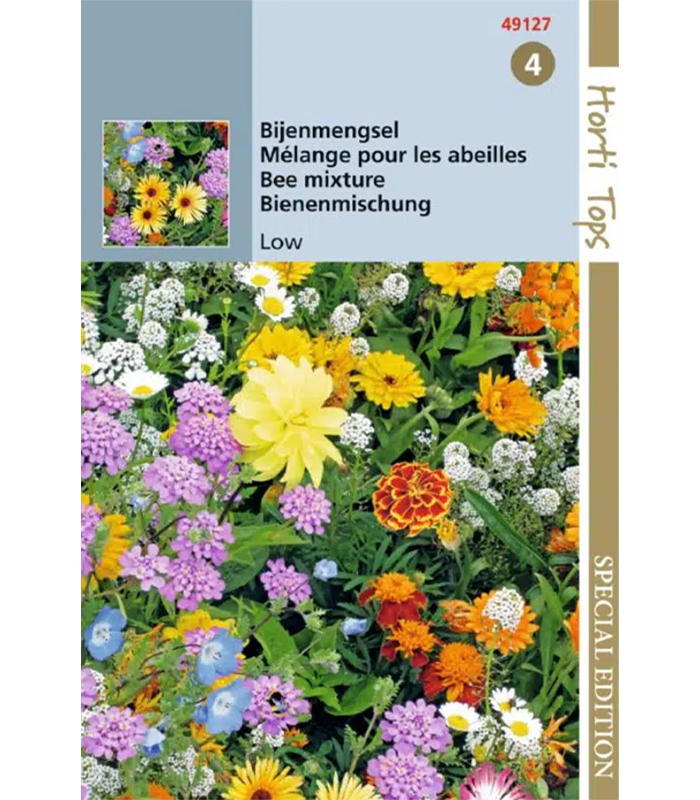 49127
4
Bijenmengsel
Mélange pour les abeilles
Bee mixture
Bienenmischung
Low
Horti Tops
SPECIAL EDITION